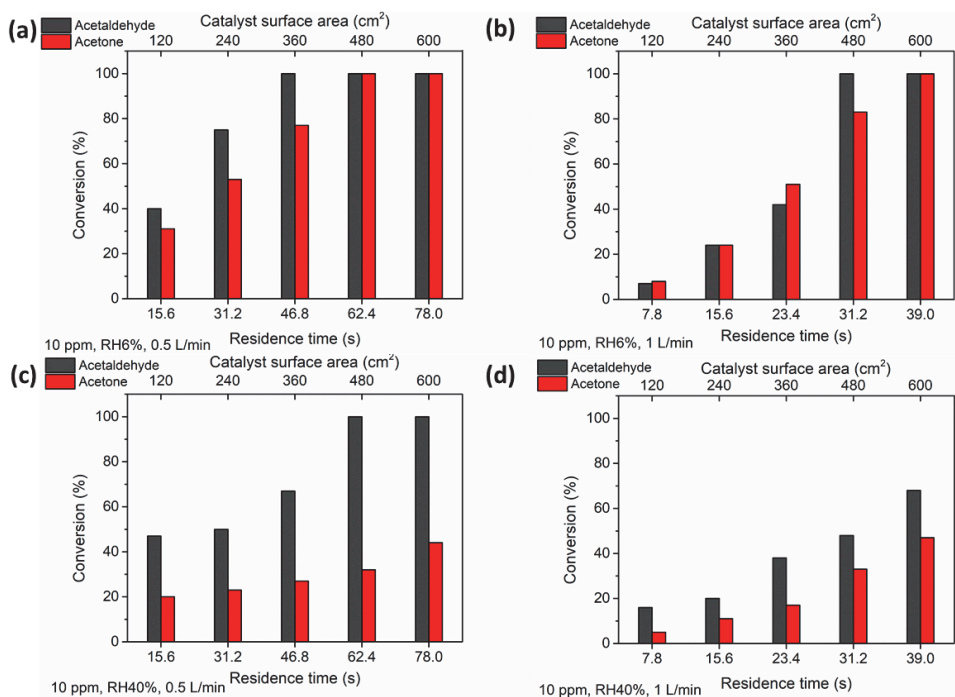 (a)
Catalyst surface area (cm²)
Acetaldehyde
Acetone
120 240 360 480 600
Conversion (%)
100
80
60
40
20
0
15.6 31.2 46.8 62.4 78.0
Residence time (s)
10 ppm, RH6%, 0.5 L/min
(b)
Catalyst surface area (cm²)
Acetaldehyde
Acetone
120 240 360 480 600
Conversion (%)
100
80
60
40
20
0
7.8 15.6 23.4 31.2 39.0
Residence time (s)
10 ppm, RH6%, 1 L/min
(c)
Catalyst surface area (cm²)
Acetaldehyde
Acetone
120 240 360 480 600
Conversion (%)
100
80
60
40
20
0
15.6 31.2 46.8 62.4 78.0
Residence time (s)
10 ppm, RH40%, 0.5 L/min
(d)
Catalyst surface area (cm²)
Acetaldehyde
Acetone
120 240 360 480 600
Conversion (%)
100
80
60
40
20
0
7.8 15.6 23.4 31.2 39.0
Residence time (s)
10 ppm, RH40%, 1 L/min